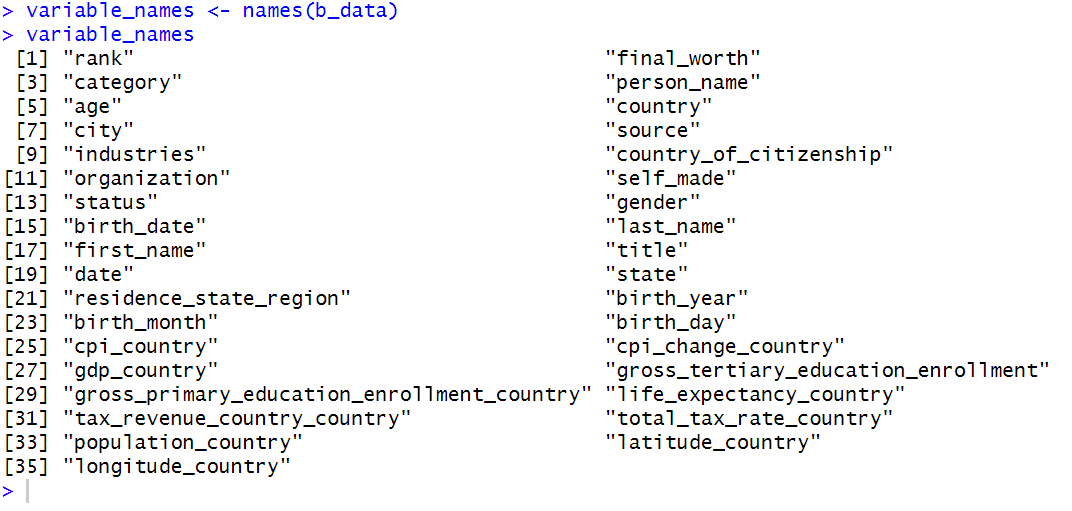 > variable_names <- names(b_data)
> variable_names
 [1] "rank"                                       "final_worth"
 [3] "category"                                   "person_name"
 [5] "age"                                        "country"
 [7] "city"                                       "source"
 [9] "industries"                                 "country_of_citizenship"
[11] "organization"                               "self_made"
[13] "status"                                     "gender"
[15] "birth_date"                                 "last_name"
[17] "first_name"                                 "title"
[19] "date"                                       "state"
[21] "residence_state_region"                     "birth_year"
[23] "birth_month"                                "birth_day"
[25] "cpi_country"                                "cpi_change_country"
[27] "gdp_country"                                "gross_tertiary_education_enrollment"
[29] "gross_primary_education_enrollment_country" "life_expectancy_country"
[31] "tax_revenue_country_country"                "total_tax_rate_country"
[33] "population_country"                         "latitude_country"
[35] "longitude_country"
>